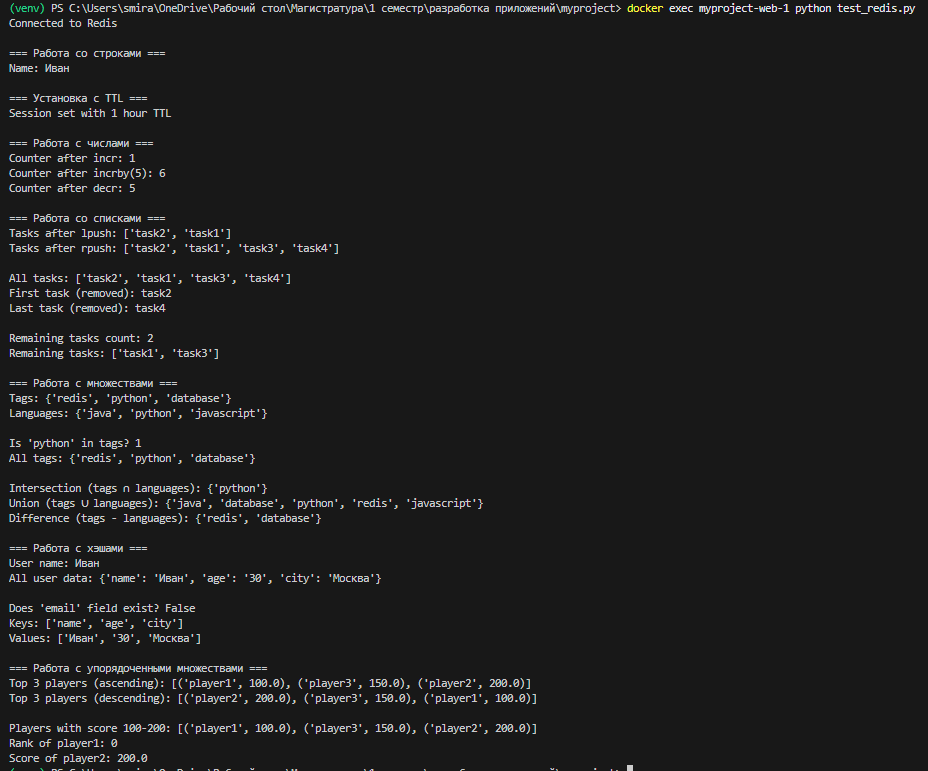 (venv) PS C:\Users\smira\OneDrive\Рабочий стол\Магистратура\1 семестр\разработка приложений\myproject> docker exec myproject-web-1 python test_redis.py
Connected to Redis
=== Работа со строками ===
Name: Иван
=== Установка с TTL ===
Session set with 1 hour TTL
=== Работа с числами ===
Counter after incr: 1
Counter after incrby(5): 6
Counter after decr: 5
=== Работа со списками ===
Tasks after lpush: ['task2', 'task1']
Tasks after rpush: ['task2', 'task1', 'task3', 'task4']
All tasks: ['task2', 'task1', 'task3', 'task4']
First task (removed): task2
Last task (removed): task4
Remaining tasks count: 2
Remaining tasks: ['task1', 'task3']
=== Работа с множествами ===
Tags: {'redis', 'python', 'database'}
Languages: {'java', 'python', 'javascript'}
Is 'python' in tags? 1
All tags: {'redis', 'python', 'database'}
Intersection (tags ∩ languages): {'python'}
Union (tags ∪ languages): {'java', 'database', 'python', 'redis', 'javascript'}
Difference (tags - languages): {'redis', 'database'}
=== Работа с хэшами ===
User name: Иван
All user data: {'name': 'Иван', 'age': '30', 'city': 'Москва'}
Does 'email' field exist? False
Keys: ['name', 'age', 'city']
Values: ['Иван', '30', 'Москва']
=== Работа с упорядоченными множествами ===
Top 3 players (ascending): [('player1', 100.0), ('player3', 150.0), ('player2', 200.0)]
Top 3 players (descending): [('player2', 200.0), ('player3', 150.0), ('player1', 100.0)]
Players with score 100-200: [('player1', 100.0), ('player3', 150.0), ('player2', 200.0)]
Rank of player1: 0
Score of player2: 200.0